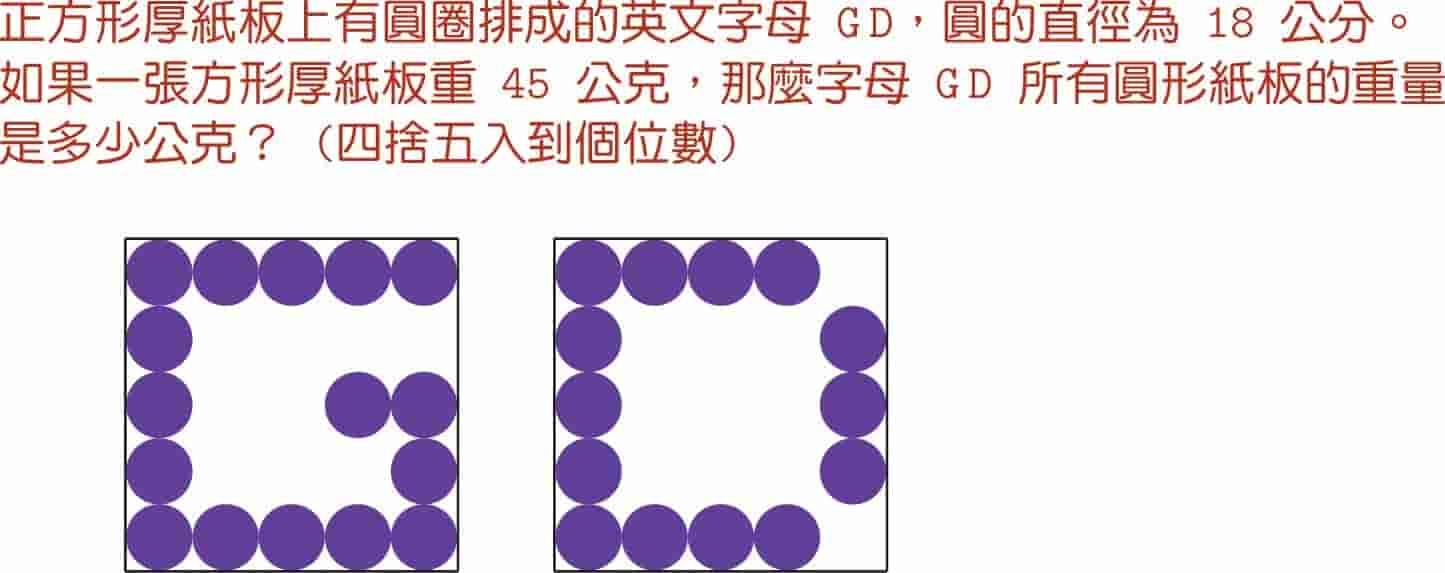 正方形厚紙板上有圓圈排成的英文字母 GD，圓的直徑為 18 公分。
如果一張方形厚紙板重 45 公克，那麼字母 GD 所有圓形紙板的重量
是多少公克？（四捨五入到個位數）